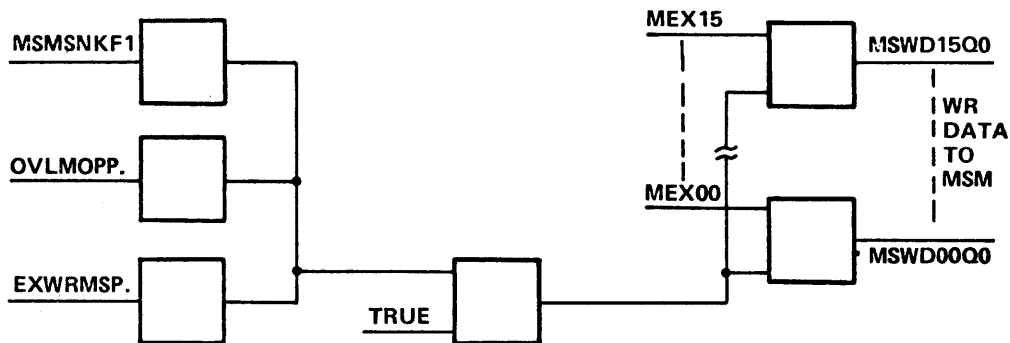 MSMSNKF1
OVLMOPP.
EXWRMSP.
TRUE
MEX15
MSWD15Q0
WR
DATA
TO
MSM
MEX00
MSWD00Q0